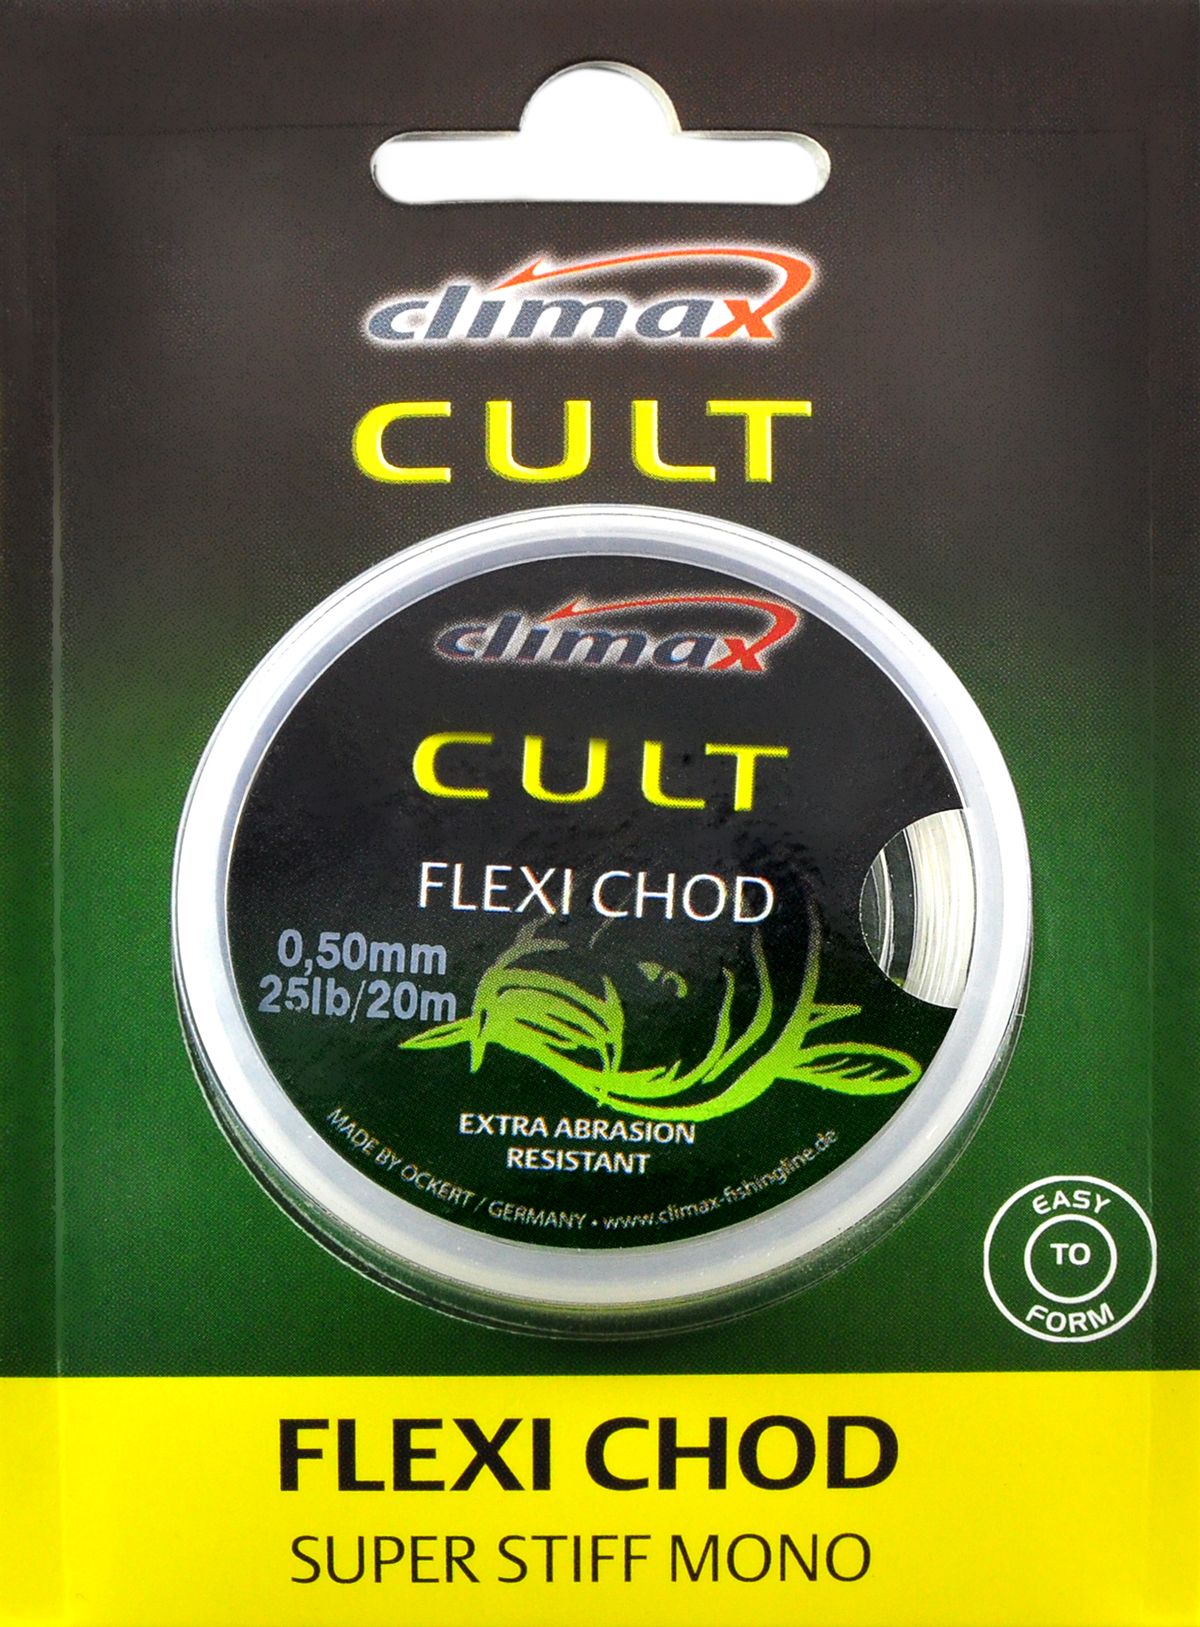 climax
CULT
climax
CULT
FLEXI CHOD
0,50mm
25lb/20m
EXTRA ABRASION
RESISTANT
MADE BY OCKERT / GERMANY • www.climax-fishingline.de
EASY
TO
FORM
FLEXI CHOD
SUPER STIFF MONO